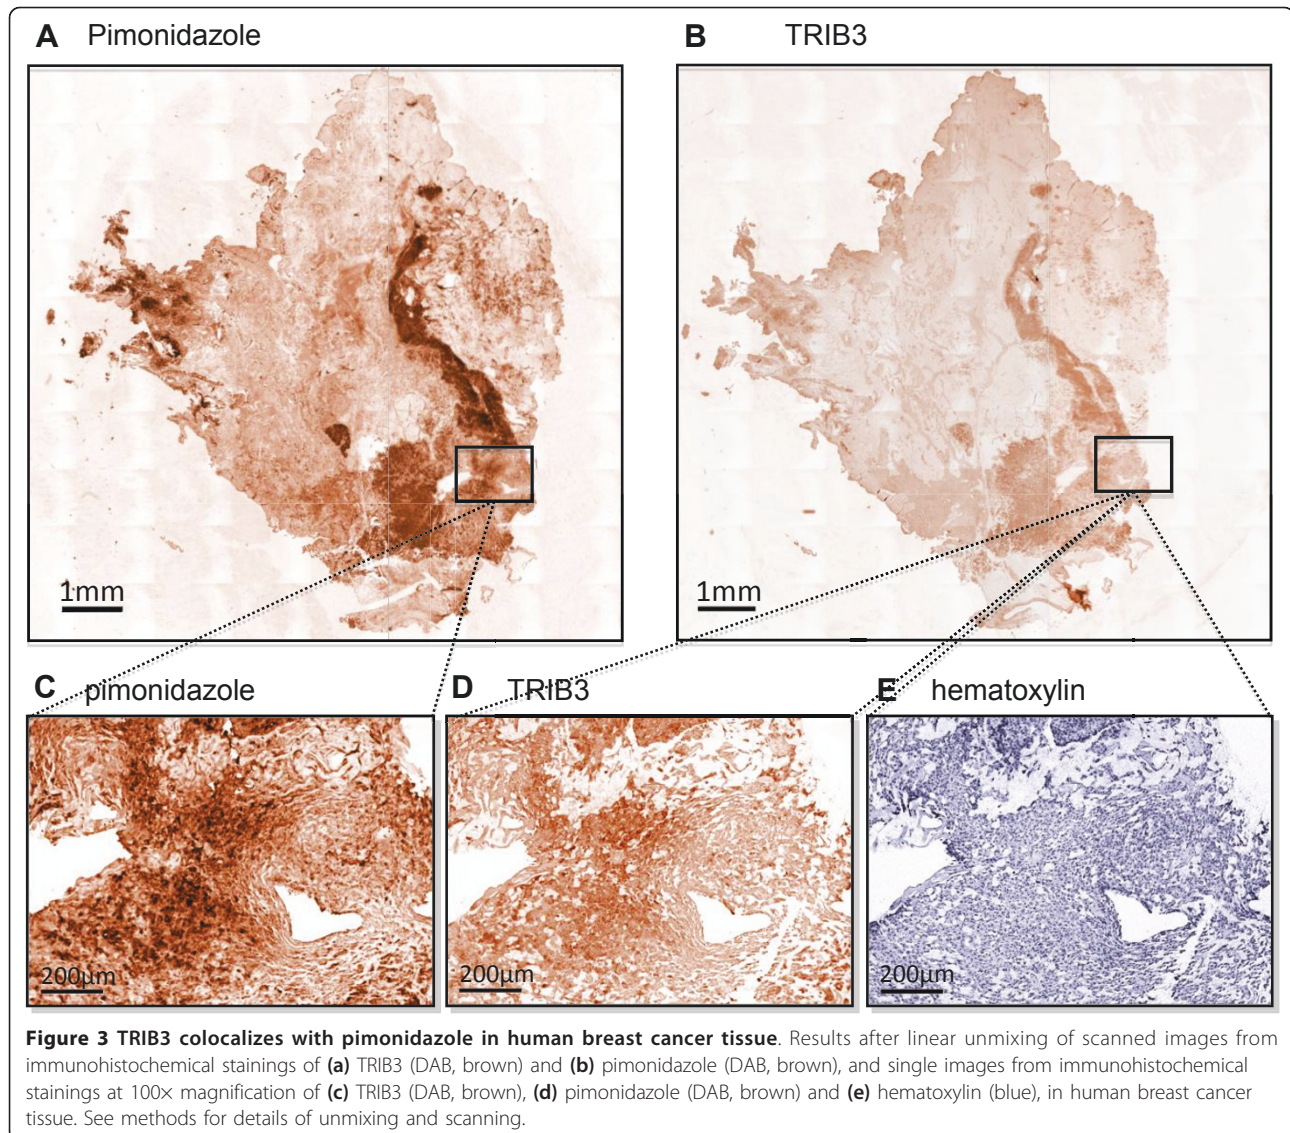 A Pimonidazole
B TRIB3
1mm
1mm
C pimonidazole
D TRIB3
E hematoxylin
200µm
200µm
200µm
Figure 3 TRIB3 colocalizes with pimonidazole in human breast cancer tissue. Results after linear unmixing of scanned images from
immunohistochemical stainings of (a) TRIB3 (DAB, brown) and (b) pimonidazole (DAB, brown), and single images from immunohistochemical
stainings at 100× magnification of (c) TRIB3 (DAB, brown), (d) pimonidazole (DAB, brown) and (e) hematoxylin (blue), in human breast cancer
tissue. See methods for details of unmixing and scanning.